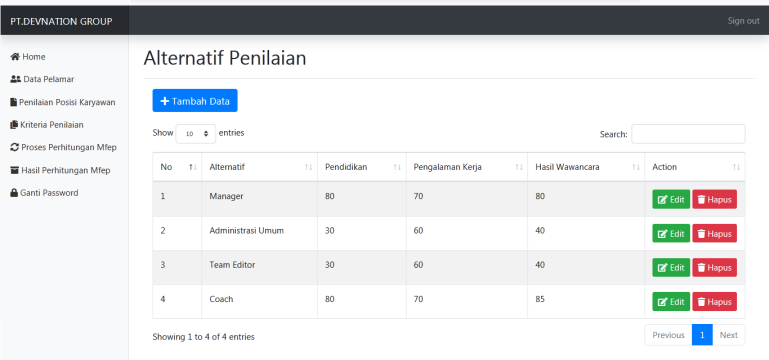 PT.DEVNATION GROUP
Sign out
Home
Data Pelamar
Penilaian Posisi Karyawan
Kriteria Penilaian
Proses Perhitungan Mfep
Hasil Perhitungan Mfep
Ganti Password
Alternatif Penilaian
+ Tambah Data
Show 10 entries
Search:
No Alternatif Pendidikan Pengalaman Kerja Hasil Wawancara Action
1 Manager 80 70 80 Edit Hapus
2 Administrasi Umum 30 60 40 Edit Hapus
3 Team Editor 30 60 40 Edit Hapus
4 Coach 80 70 85 Edit Hapus
Showing 1 to 4 of 4 entries
Previous 1 Next